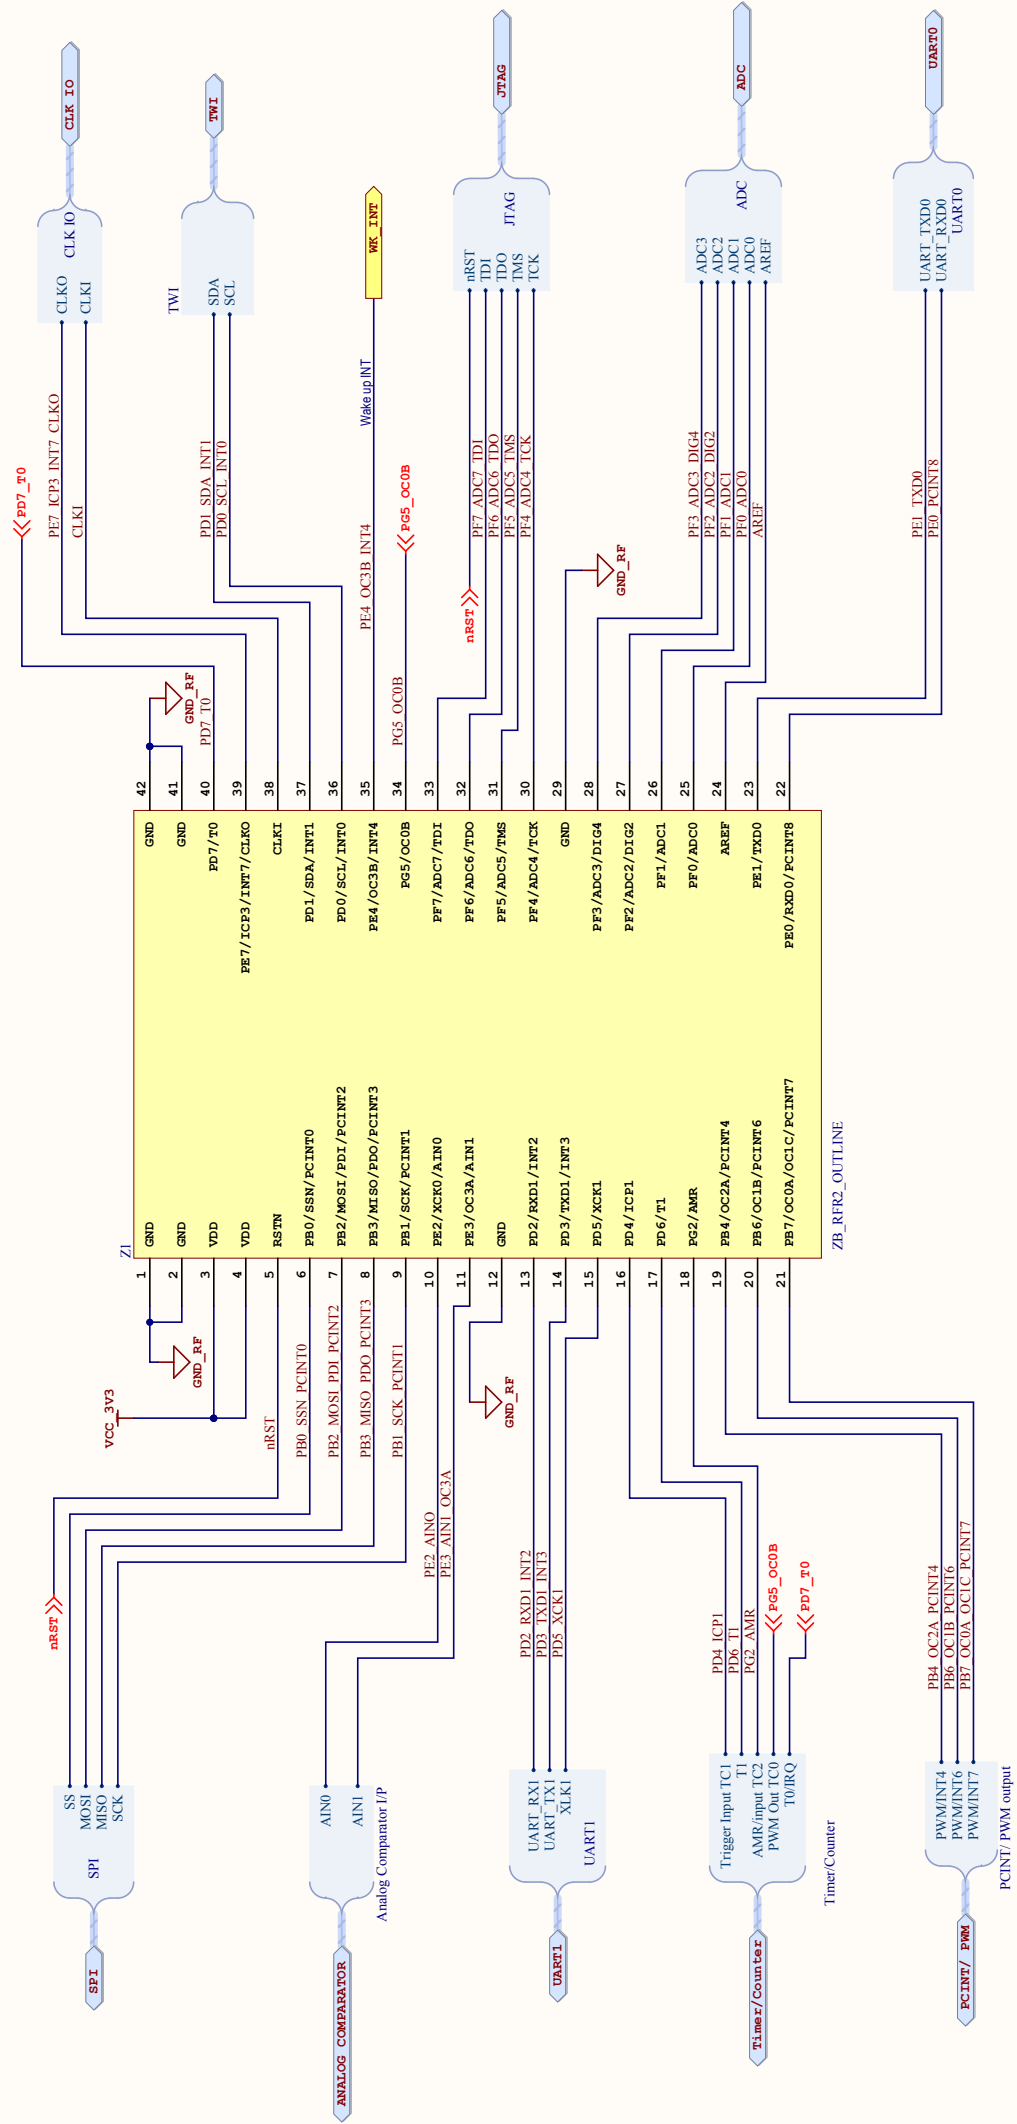 Z1
ZB_RFR2_OUTLINE
1 GND
2 GND
3 VDD
4 VDD
5 RSTN
6 PB0/SSN/PCINT0
7 PB2/MOSI/PDI/PCINT2
8 PB3/MISO/PDO/PCINT3
9 PB1/SCK/PCINT1
10 PE2/XCK0/AIN0
11 PE3/OC3A/AIN1
12 GND
13 PD2/RXD1/INT2
14 PD3/TXD1/INT3
15 PD5/XCK1
16 PD4/ICP1
17 PD6/T1
18 PG2/AMR
19 PB4/OC2A/PCINT4
20 PB6/OC1B/PCINT6
21 PB7/OC0A/OC1C/PCINT7
GND 42
GND 41
PD7/T0 40
PE7/ICP3/INT7/CLKO 39
CLKI 38
PD1/SDA/INT1 37
PD0/SCL/INT0 36
PE4/OC3B/INT4 35
PG5/OC0B 34
PF7/ADC7/TDI 33
PF6/ADC6/TDO 32
PF5/ADC5/TMS 31
PF4/ADC4/TCK 30
GND 29
PF3/ADC3/DIG4 28
PF2/ADC2/DIG2 27
PF1/ADC1 26
PF0/ADC0 25
AREF 24
PE1/TXD0 23
PE0/RXD0/PCINT8 22
VCC_3V3
GND_RF
nRST
nRST
PB0_SSN_PCINT0
PB2_MOSI_PDI_PCINT2
PB3_MISO_PDO_PCINT3
PB1_SCK_PCINT1
SS
MOSI
MISO
SCK
SPI
SPI
PE2_AINO
PE3_AIN1_OC3A
AIN0
AIN1
Analog Comparator I/P
ANALOG COMPARATOR
GND_RF
PD2_RXD1_INT2
PD3_TXD1_INT3
PD5_XCK1
UART_RX1
UART_TX1
XLK1
UART1
UART1
PD4_ICP1
PD6_T1
PG2_AMR
PG5_OC0B
PD7_T0
Trigger Input TC1
T1
AMR/input TC2
PWM Out TC0
T0/IRQ
Timer/Counter
Timer/Counter
PB4_OC2A_PCINT4
PB6_OC1B_PCINT6
PB7_OC0A_OC1C_PCINT7
PWM/INT4
PWM/INT6
PWM/INT7
PCINT/ PWM output
PCINT/ PWM
GND_RF
PD7_T0
PD7_T0
PE7_ICP3_INT7_CLKO
CLKI
CLKO
CLKI
CLK IO
CLK IO
PD1_SDA_INT1
PD0_SCL_INT0
SDA
SCL
TWI
TWI
PE4_OC3B_INT4
Wake up INT
WK_INT
PG5_OC0B
PG5_OC0B
nRST
PF7_ADC7_TDI
PF6_ADC6_TDO
PF5_ADC5_TMS
PF4_ADC4_TCK
nRST
TDI
TDO
TMS
TCK
JTAG
JTAG
GND_RF
PF3_ADC3_DIG4
PF2_ADC2_DIG2
PF1_ADC1
PF0_ADC0
AREF
ADC3
ADC2
ADC1
ADC0
AREF
ADC
ADC
PE1_TXD0
PE0_PCINT8
UART_TXD0
UART_RXD0
UART0
UART0